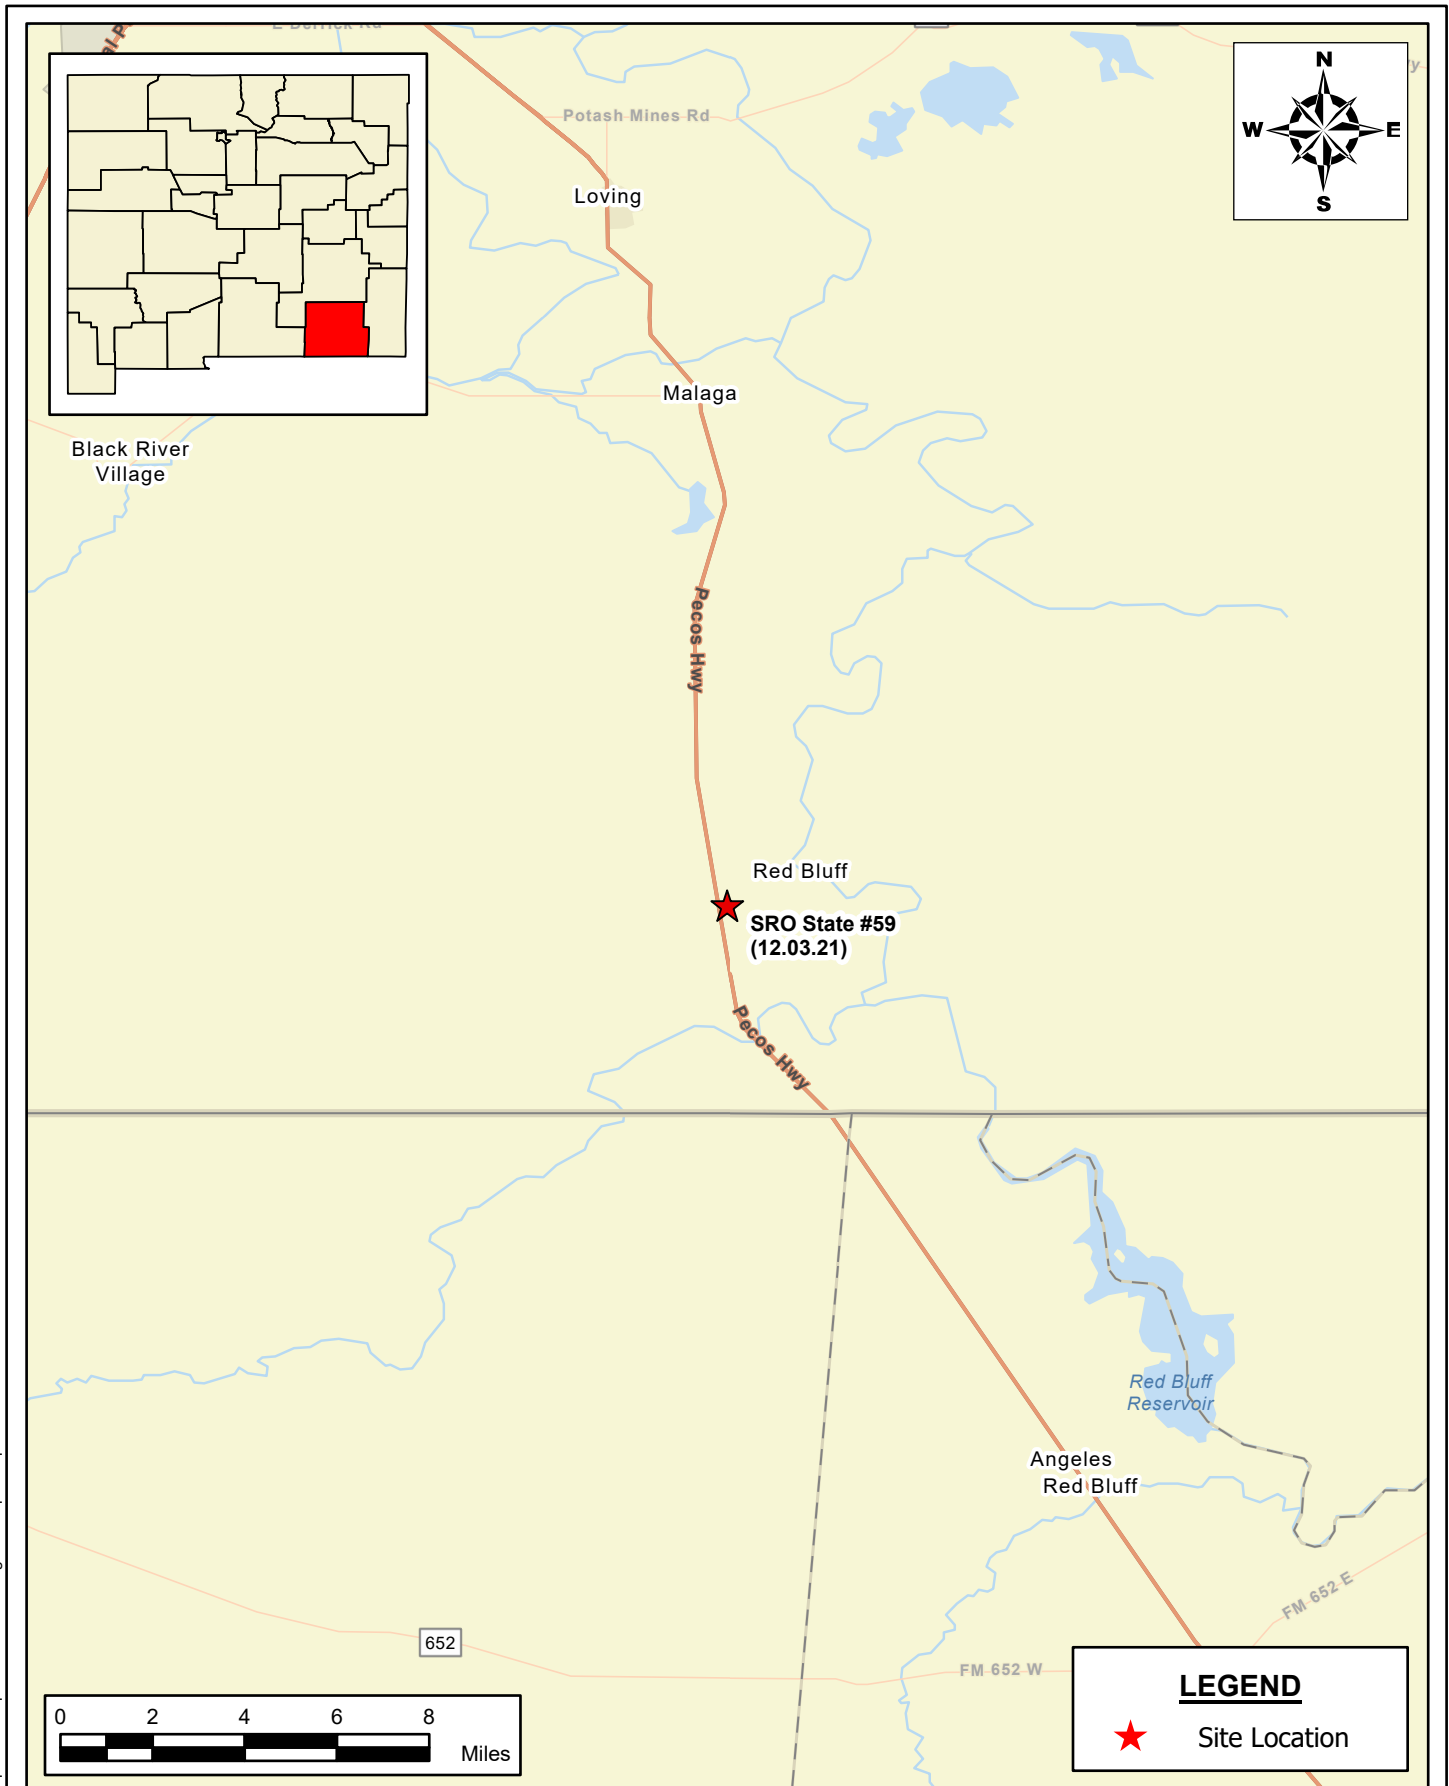 E Derrick Rd
N
W
E
S
Potash Mines Rd
Loving
Malaga
Black River
Village
Pecos Hwy
Red Bluff
SRO State #59
(12.03.21)
Pecos Hwy
Red Bluff
Reservoir
Angeles
Red Bluff
FM 652 E
652
FM 652 W
0 2 4 6 8
Miles
LEGEND
Site Location